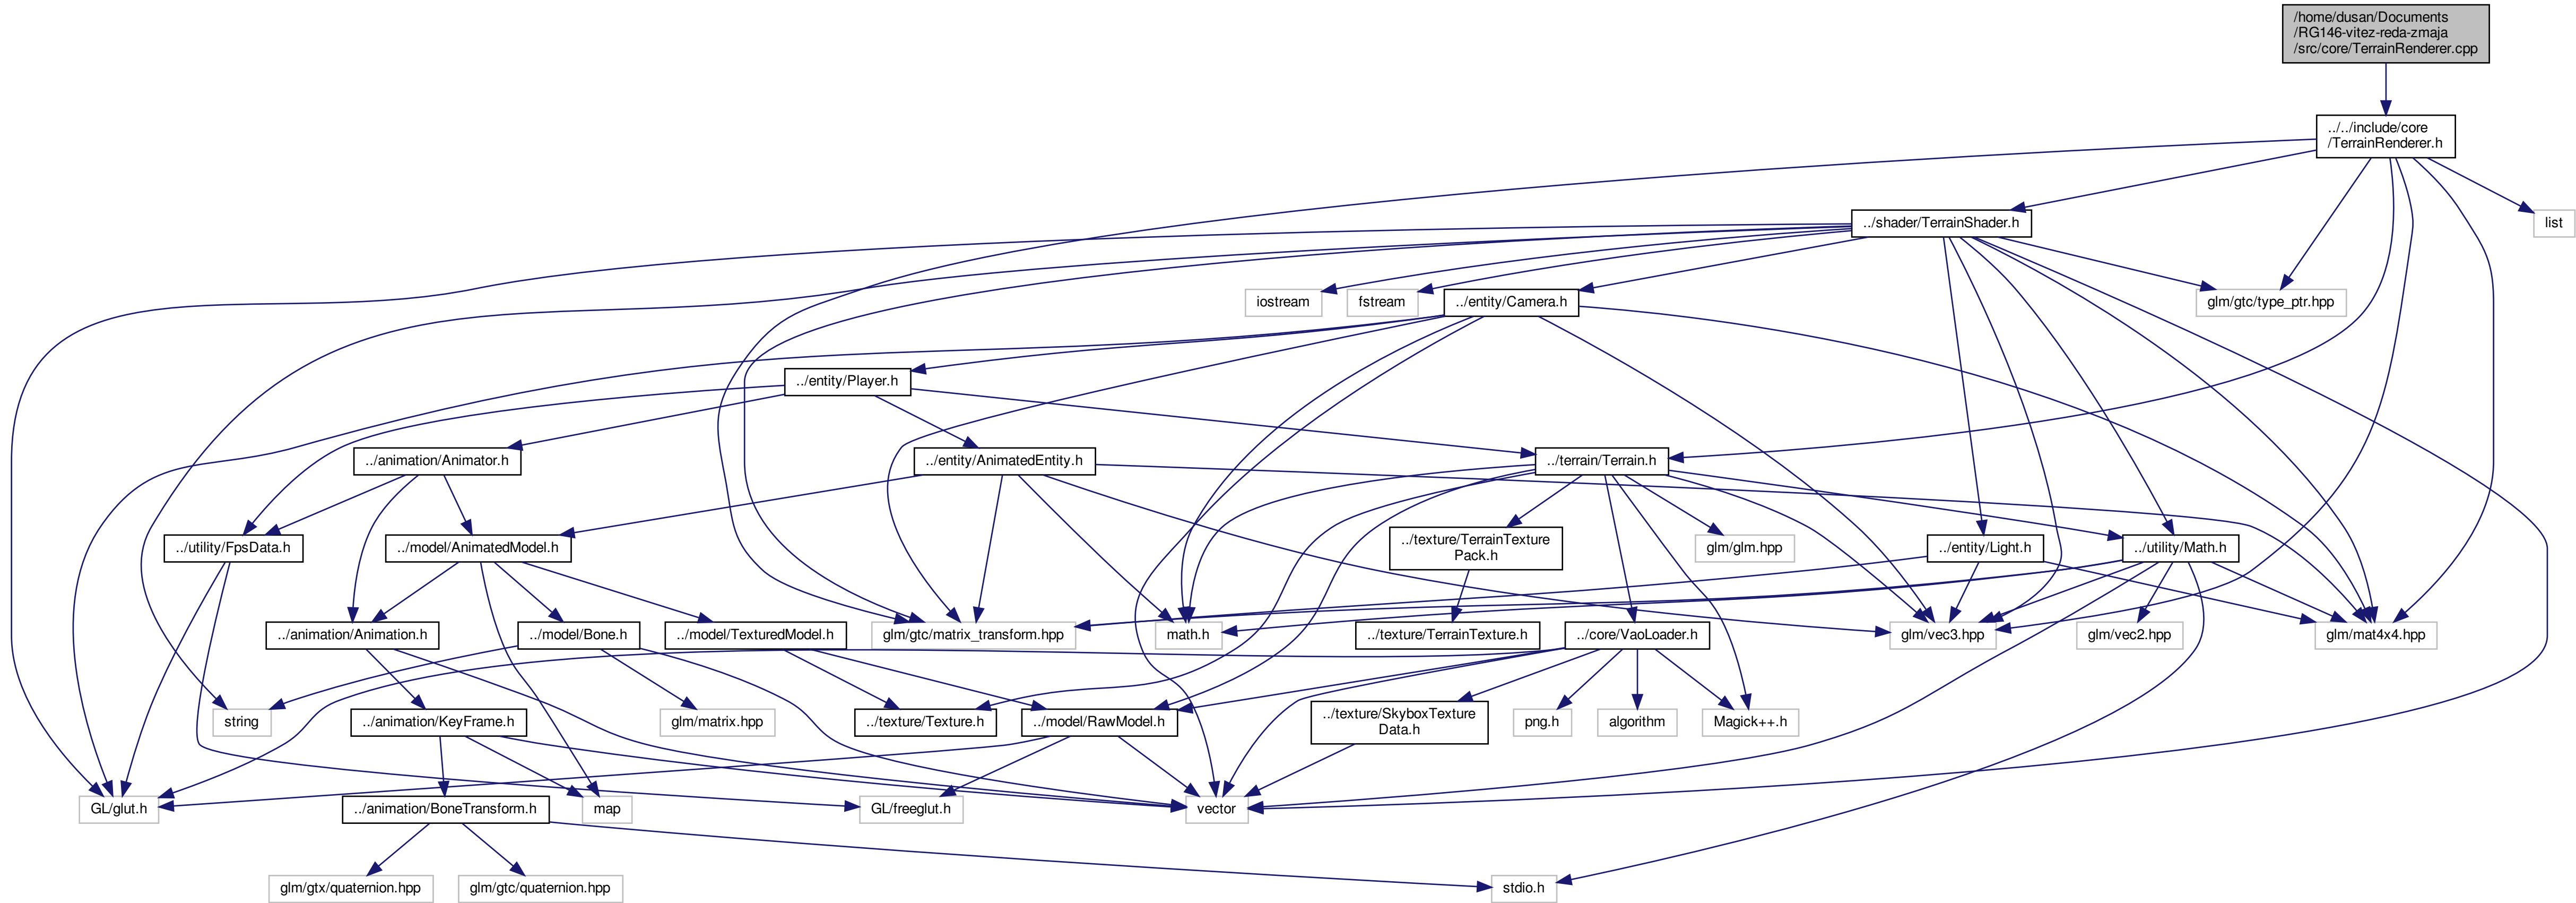 /home/dusan/Documents
/RG146-vitez-reda-zmaja
/src/core/TerrainRenderer.cpp
../../include/core
/TerrainRenderer.h
../shader/TerrainShader.h
list
iostream
fstream
../entity/Camera.h
glm/gtc/type_ptr.hpp
../entity/Player.h
../animation/Animator.h
../entity/AnimatedEntity.h
../terrain/Terrain.h
../utility/FpsData.h
../model/AnimatedModel.h
../texture/TerrainTexture
Pack.h
glm/glm.hpp
../entity/Light.h
../utility/Math.h
../animation/Animation.h
../model/Bone.h
../model/TexturedModel.h
glm/gtc/matrix_transform.hpp
math.h
../texture/TerrainTexture.h
../core/VaoLoader.h
glm/vec3.hpp
glm/vec2.hpp
glm/mat4x4.hpp
string
../animation/KeyFrame.h
glm/matrix.hpp
../texture/Texture.h
../model/RawModel.h
../texture/SkyboxTexture
Data.h
png.h
algorithm
Magick++.h
GL/glut.h
../animation/BoneTransform.h
map
GL/freeglut.h
vector
glm/gtx/quaternion.hpp
glm/gtc/quaternion.hpp
stdio.h